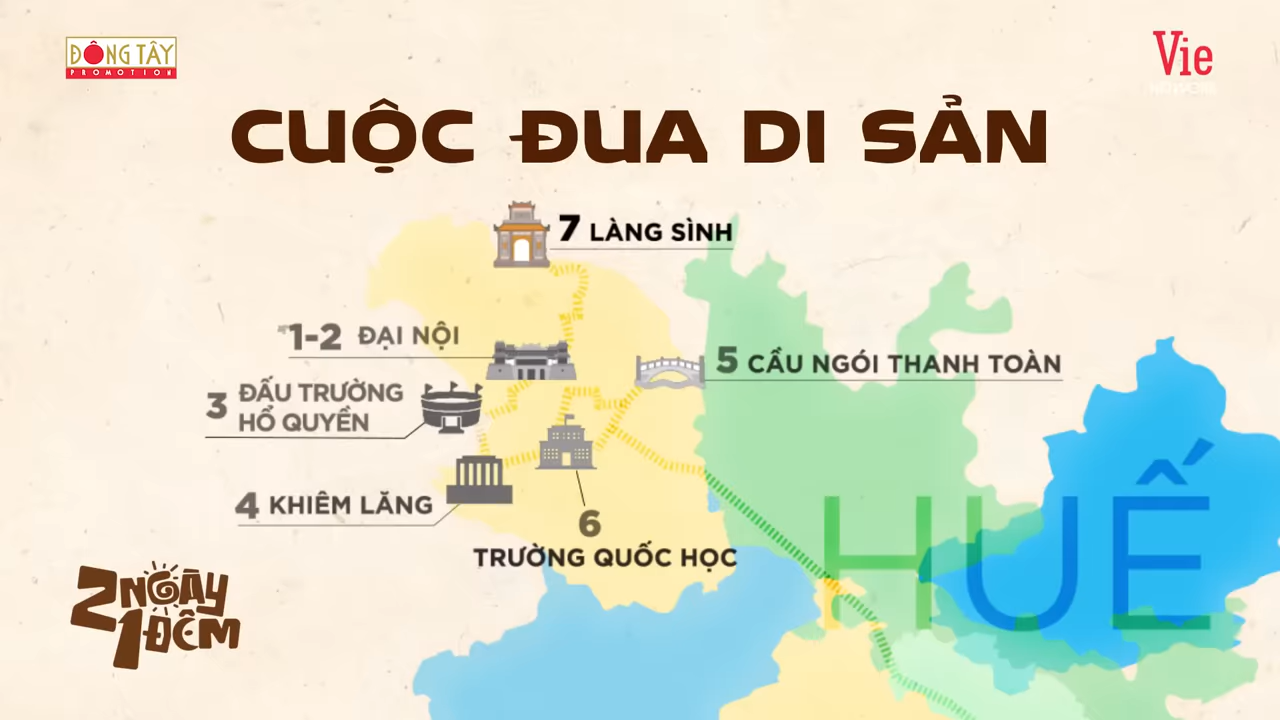 ĐÔNG TÂY
PROMOTION
Vie
CUỘC ĐUA DI SẢN
7 LÀNG SÌNH
1-2 ĐẠI NỘI
5 CẦU NGÓI THANH TOÀN
3 ĐẤU TRƯỜNG
HỔ QUYỀN
4 KHIÊM LĂNG
6
TRƯỜNG QUỐC HỌC
HUẾ
2 NGÀY
1 ĐÊM